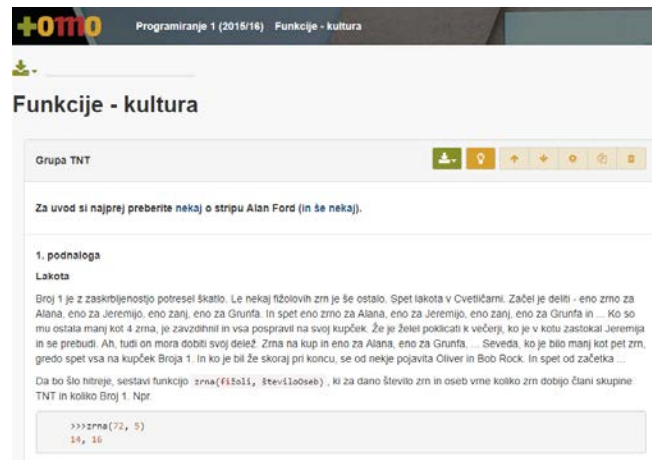 +OMO
Programiranje 1 (2015/16) Funkcije - kultura
Funkcije - kultura
Grupa TNT
Za uvod si najprej preberite nekaj o stripu Alan Ford (in še nekaj).
1. podnaloga
Lakota
Broj 1 je z zaskrbljenostjo potresel škatlo. Le nekaj fižolovih zrn je še ostalo. Spet lakota v Cvetličarni. Začel je deliti - eno zrno za
Alana, eno za Jeremijo, eno zanj, eno za Grunfa. In spet eno zrno za Alana, eno za Jeremijo, eno zanj, eno za Grunfa in ... Ko so
mu ostala manj kot 4 zrna, je zavzdihnil in vsa pospravil na svoj kupček. Že je želel poklicati k večerji, ko je v kotu zastokal Jeremija
in se prebudi. Ah, tudi on mora dobiti svoj delež. Zrna na kup in eno za Alana, eno za Grunfa, ... Seveda, ko je bilo manj kot pet zrn,
gredo spet vsa na kupček Broja 1. In ko je bil že skoraj pri koncu, se od nekje pojavita Oliver in Bob Rock. In spet od začetka ...
Da bo šlo hitreje, sestavi funkcijo zrna(fižoli, številoOseb) , ki za dano število zrn in oseb vrne koliko zrn dobijo člani skupine
TNT in koliko Broj 1. Npr.
>>>zrna(72, 5)
14, 16